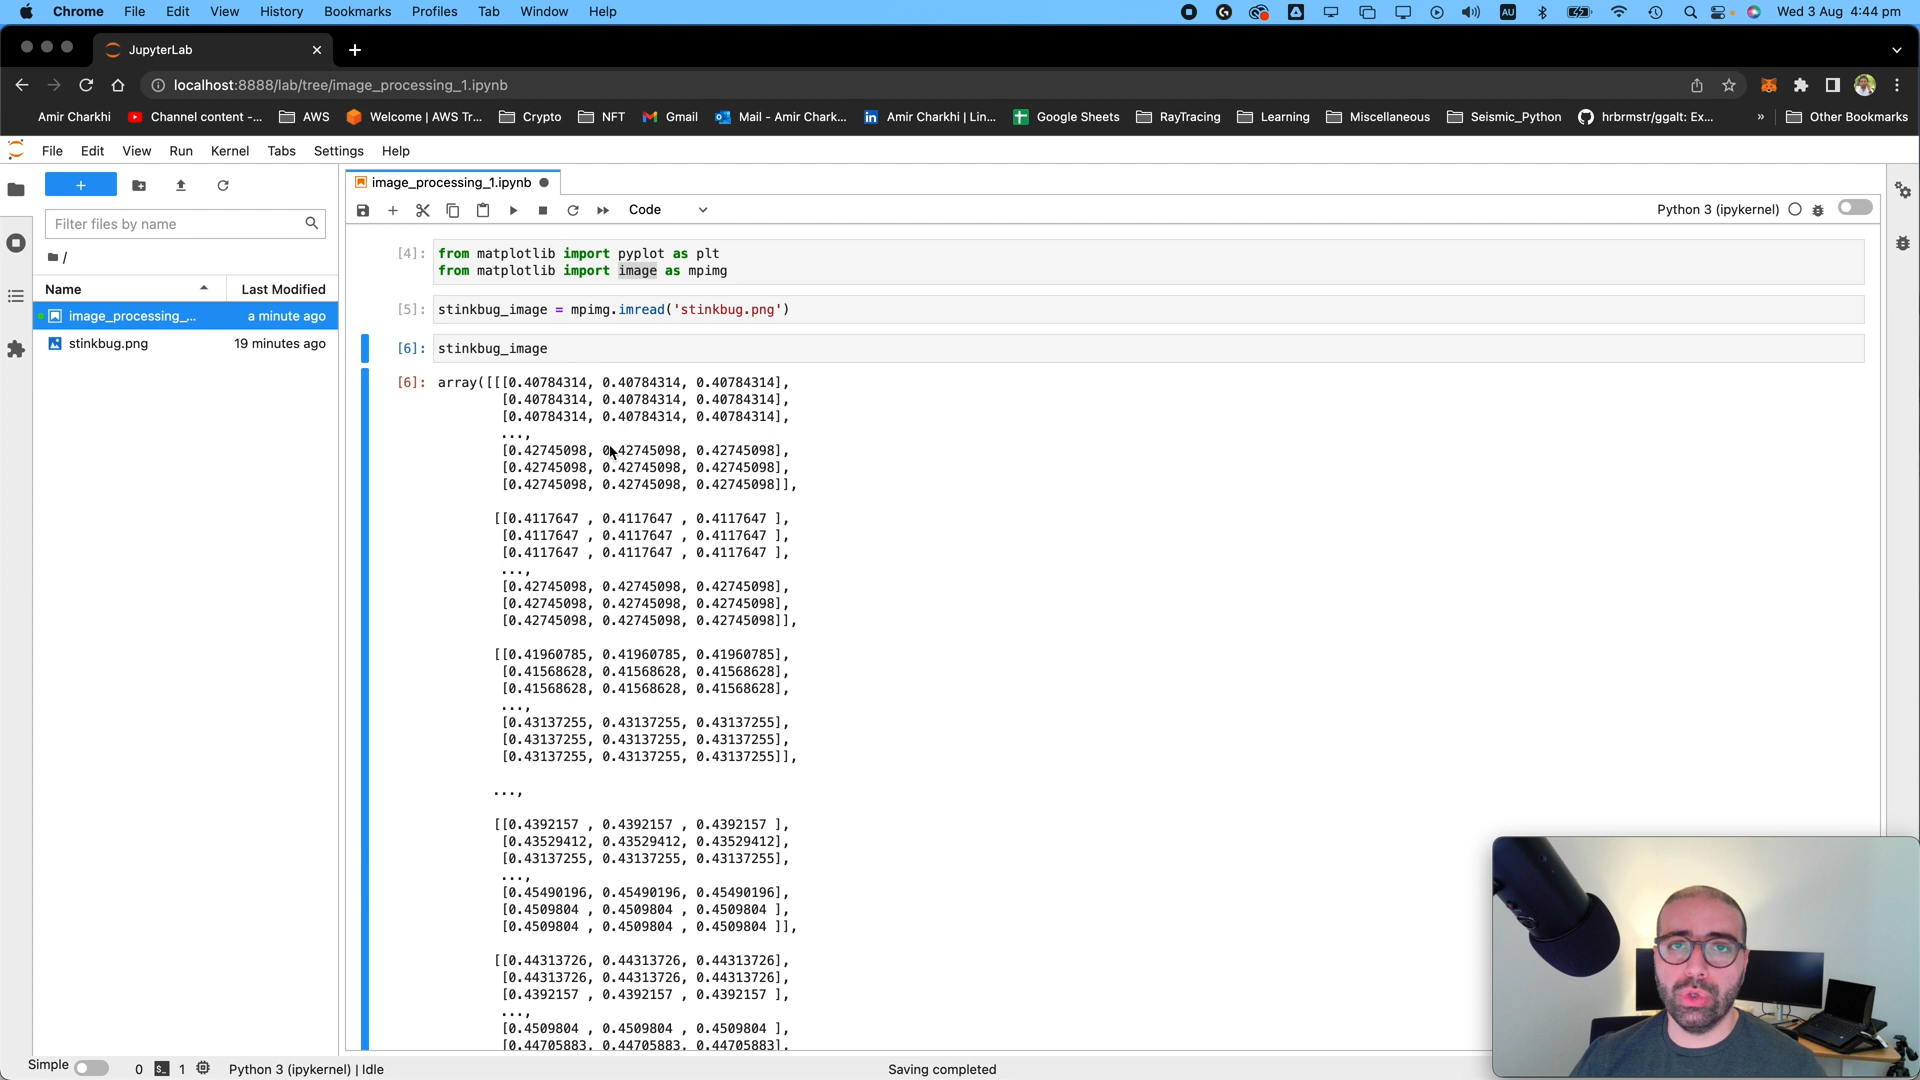 Chrome File Edit View History Bookmarks Profiles Tab Window Help AU Wed 3 Aug 4:44 pm
JupyterLab
localhost:8888/lab/tree/image_processing_1.ipynb
Amir Charkhi Channel content -... AWS Welcome | AWS Tr... Crypto NFT Gmail Mail - Amir Chark... Amir Charkhi | Lin... Google Sheets RayTracing Learning Miscellaneous Seismic_Python hrbrmstr/ggalt: Ex... » Other Bookmarks
File Edit View Run Kernel Tabs Settings Help
+
image_processing_1.ipynb
Code
Python 3 (ipykernel)
Filter files by name
/
Name Last Modified
image_processing_... a minute ago
stinkbug.png 19 minutes ago
[4]: from matplotlib import pyplot as plt
from matplotlib import image as mpimg
[5]: stinkbug_image = mpimg.imread('stinkbug.png')
[6]: stinkbug_image
[6]: array([[[0.40784314, 0.40784314, 0.40784314],
[0.40784314, 0.40784314, 0.40784314],
[0.40784314, 0.40784314, 0.40784314],
...,
[0.42745098, 0.42745098, 0.42745098],
[0.42745098, 0.42745098, 0.42745098],
[0.42745098, 0.42745098, 0.42745098]],
[[0.4117647 , 0.4117647 , 0.4117647 ],
[0.4117647 , 0.4117647 , 0.4117647 ],
[0.4117647 , 0.4117647 , 0.4117647 ],
...,
[0.42745098, 0.42745098, 0.42745098],
[0.42745098, 0.42745098, 0.42745098],
[0.42745098, 0.42745098, 0.42745098]],
[[0.41960785, 0.41960785, 0.41960785],
[0.41568628, 0.41568628, 0.41568628],
[0.41568628, 0.41568628, 0.41568628],
...,
[0.43137255, 0.43137255, 0.43137255],
[0.43137255, 0.43137255, 0.43137255],
[0.43137255, 0.43137255, 0.43137255]],
...,
[[0.4392157 , 0.4392157 , 0.4392157 ],
[0.43529412, 0.43529412, 0.43529412],
[0.43137255, 0.43137255, 0.43137255],
...,
[0.45490196, 0.45490196, 0.45490196],
[0.4509804 , 0.4509804 , 0.4509804 ],
[0.4509804 , 0.4509804 , 0.4509804 ]],
[[0.44313726, 0.44313726, 0.44313726],
[0.44313726, 0.44313726, 0.44313726],
[0.4392157 , 0.4392157 , 0.4392157 ],
...,
[0.4509804 , 0.4509804 , 0.4509804 ],
[0.44705883, 0.44705883, 0.44705883],
Simple 0 1 Python 3 (ipykernel) | Idle Saving completed